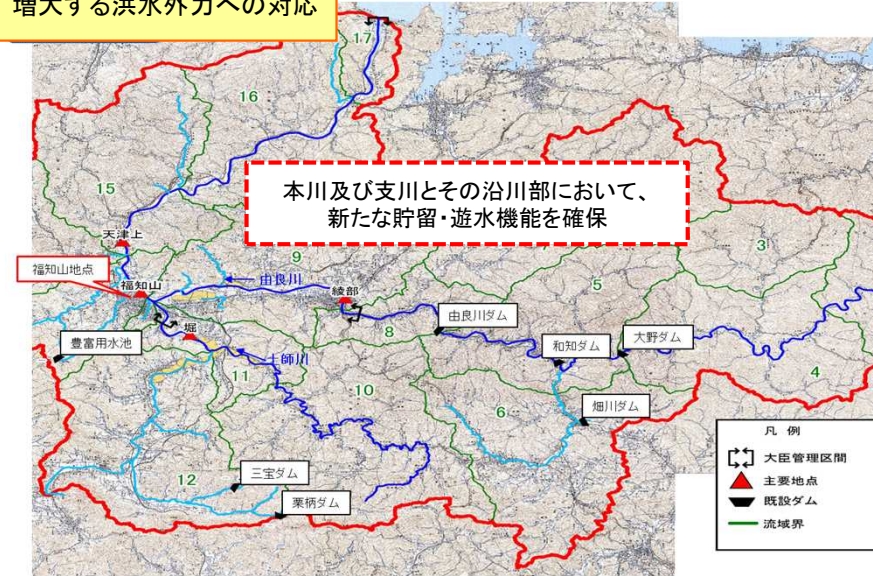 増大する洪水外力への対応
17
16
本川及び支川とその沿川部において、
新たな貯留・遊水機能を確保
15
天津上
3
9
5
福知山地点
福知山
由良川
綾部
由良川ダム
8
堀
豊富用水池
和知ダム
大野ダム
土師川
11
4
10
6
畑川ダム
凡 例
大臣管理区間
主要地点
既設ダム
流域界
12
三宝ダム
栗柄ダム